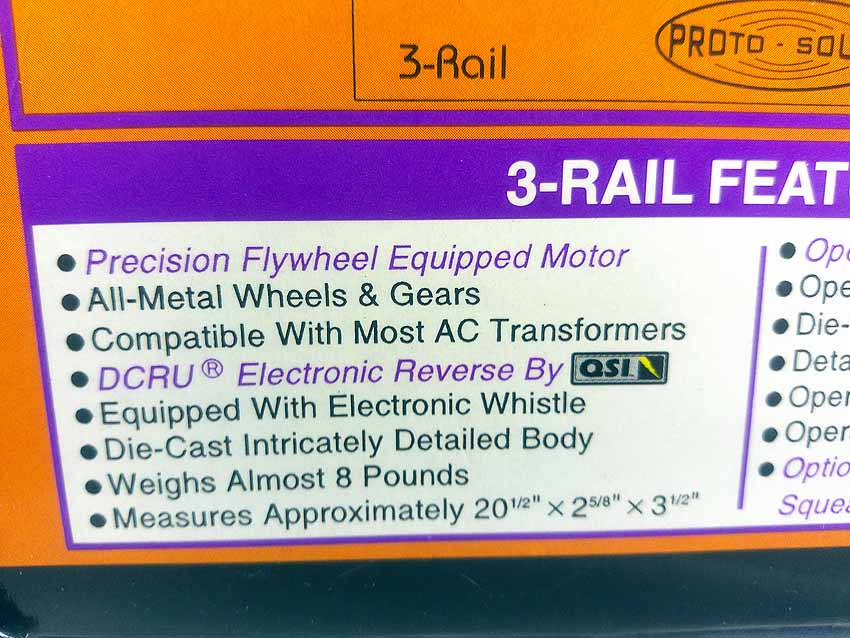 3-Rail
PROTO - SOU
3-RAIL FEAT
• Precision Flywheel Equipped Motor
• All-Metal Wheels & Gears
• Compatible With Most AC Transformers
• DCRU® Electronic Reverse By QSI
• Equipped With Electronic Whistle
• Die-Cast Intricately Detailed Body
• Weighs Almost 8 Pounds
• Measures Approximately 20 1/2" × 2 5/8" × 3 1/2"
• Ope
• Ope
• Die-
• Deta
• Oper
• Oper
• Optio
Squea